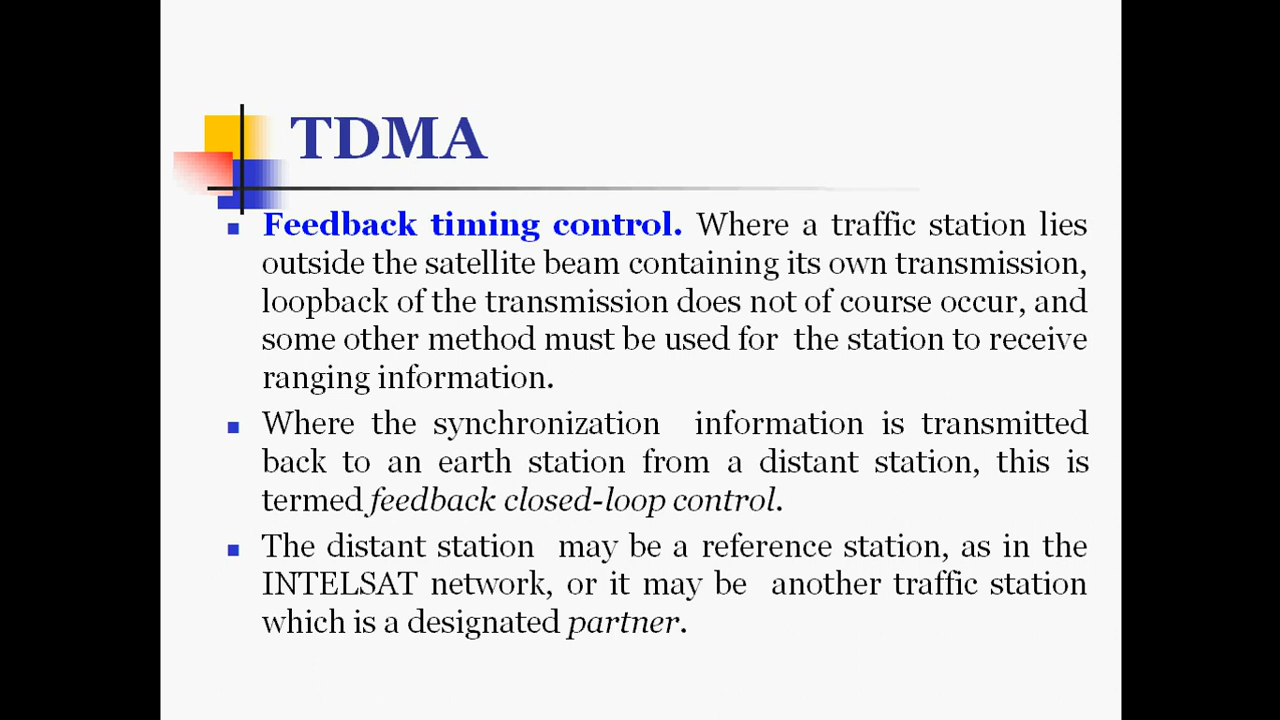 TDMA
Feedback timing control. Where a traffic station lies
outside the satellite beam containing its own transmission,
loopback of the transmission does not of course occur, and
some other method must be used for the station to receive
ranging information.
Where the synchronization information is transmitted
back to an earth station from a distant station, this is
termed feedback closed-loop control.
The distant station may be a reference station, as in the
INTELSAT network, or it may be another traffic station
which is a designated partner.